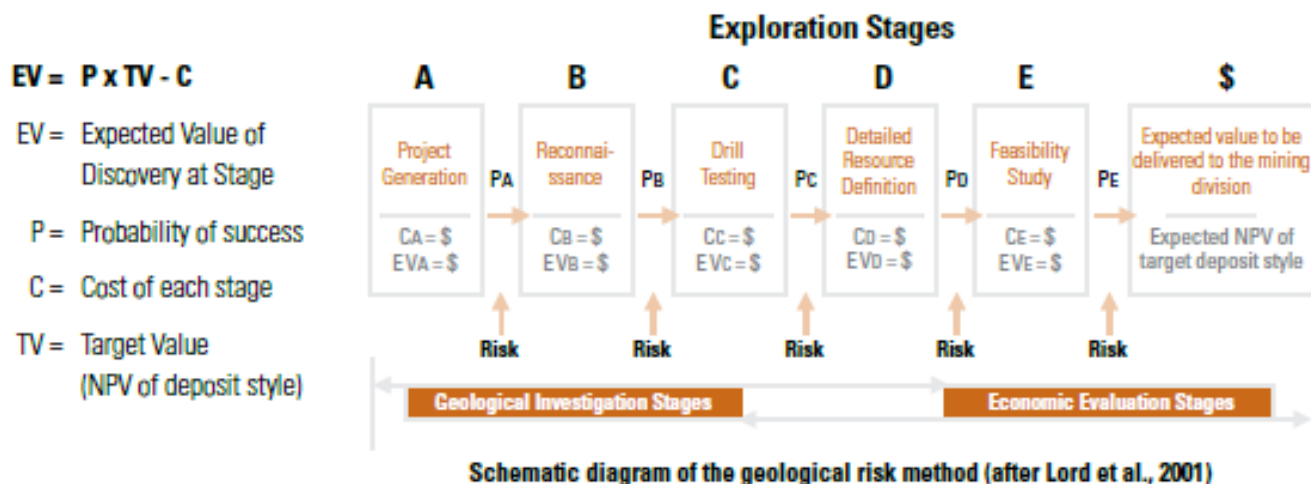 Exploration Stages
EV = P x TV - C
EV = Expected Value of
Discovery at Stage
P = Probability of success
C = Cost of each stage
TV = Target Value
(NPV of deposit style)
A B C D E $
Project
Generation
CA = $
EVA = $
PA
Reconnai-
ssance
CB = $
EVB = $
PB
Drill
Testing
CC = $
EVC = $
PC
Detailed
Resource
Definition
CD = $
EVD = $
PD
Feasibility
Study
CE = $
EVE = $
PE
Expected value to be
delivered to the mining
division
Expected NPV of
target deposit style
Risk Risk Risk Risk Risk
Geological Investigation Stages
Economic Evaluation Stages
Schematic diagram of the geological risk method (after Lord et al., 2001)